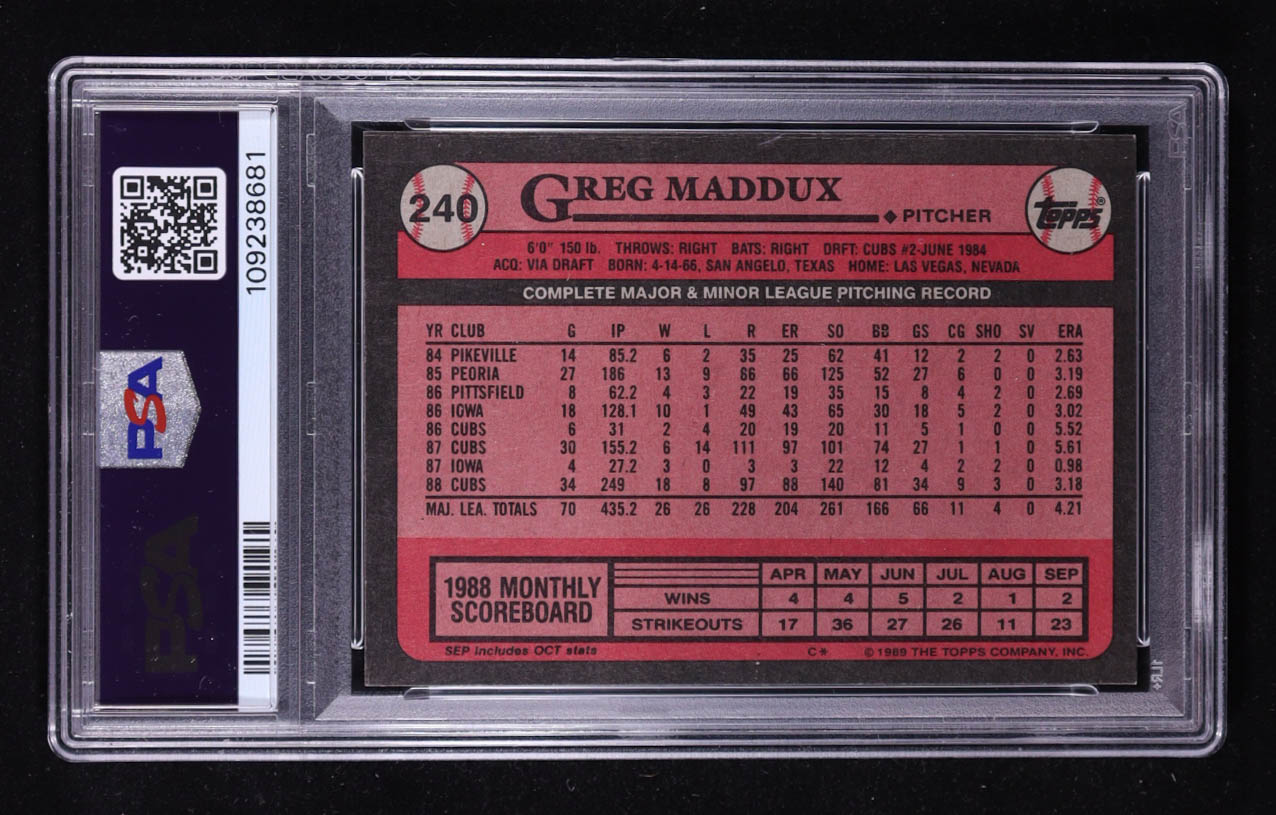 109238681
PSA
PSA
240
GREG MADDUX
PITCHER
Topps®
6'0" 150 lb. THROWS: RIGHT BATS: RIGHT DRFT: CUBS #2-JUNE 1984
ACQ: VIA DRAFT BORN: 4-14-66, SAN ANGELO, TEXAS HOME: LAS VEGAS, NEVADA
COMPLETE MAJOR & MINOR LEAGUE PITCHING RECORD
YR CLUB G IP W L R ER SO BB GS CG SHO SV ERA
84 PIKEVILLE 14 85.2 6 2 35 25 62 41 12 2 2 0 2.63
85 PEORIA 27 186 13 9 86 66 125 52 27 6 0 0 3.19
86 PITTSFIELD 8 62.2 4 3 22 19 35 15 8 4 2 0 2.69
86 IOWA 18 128.1 10 1 49 43 65 30 18 5 2 0 3.02
86 CUBS 6 31 2 4 20 19 20 11 5 1 0 0 5.52
87 CUBS 30 155.2 6 14 111 97 101 74 27 1 1 0 5.61
87 IOWA 4 27.2 3 0 3 3 22 12 4 2 2 0 0.98
88 CUBS 34 249 18 8 97 88 140 81 34 9 3 0 3.18
MAJ. LEA. TOTALS 70 435.2 26 26 228 204 261 166 66 11 4 0 4.21
1988 MONTHLY
SCOREBOARD
APR MAY JUN JUL AUG SEP
WINS 4 4 5 2 1 2
STRIKEOUTS 17 36 27 26 11 23
SEP Includes OCT stats
C*
© 1989 THE TOPPS COMPANY, INC.
PSA